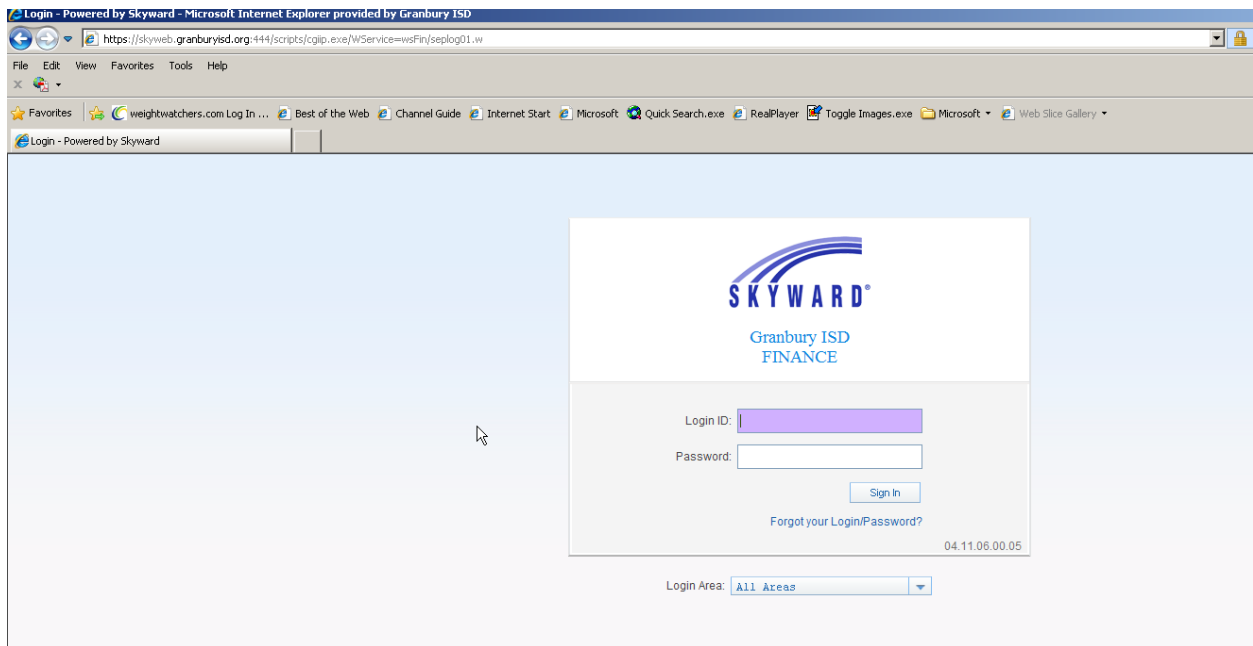 Login - Powered by Skyward - Microsoft Internet Explorer provided by Granbury ISD
https://skyweb.granburyisd.org:444/scripts/cgiip.exe/WService=wsFin/seplog01.w
File Edit View Favorites Tools Help
Favorites weightwatchers.com Log In ... Best of the Web Channel Guide Internet Start Microsoft Quick Search.exe RealPlayer Toggle Images.exe Microsoft Web Slice Gallery
Login - Powered by Skyward
SKYWARD®
Granbury ISD
FINANCE
Login ID:
Password:
Sign In
Forgot your Login/Password?
04.11.06.00.05
Login Area: All Areas